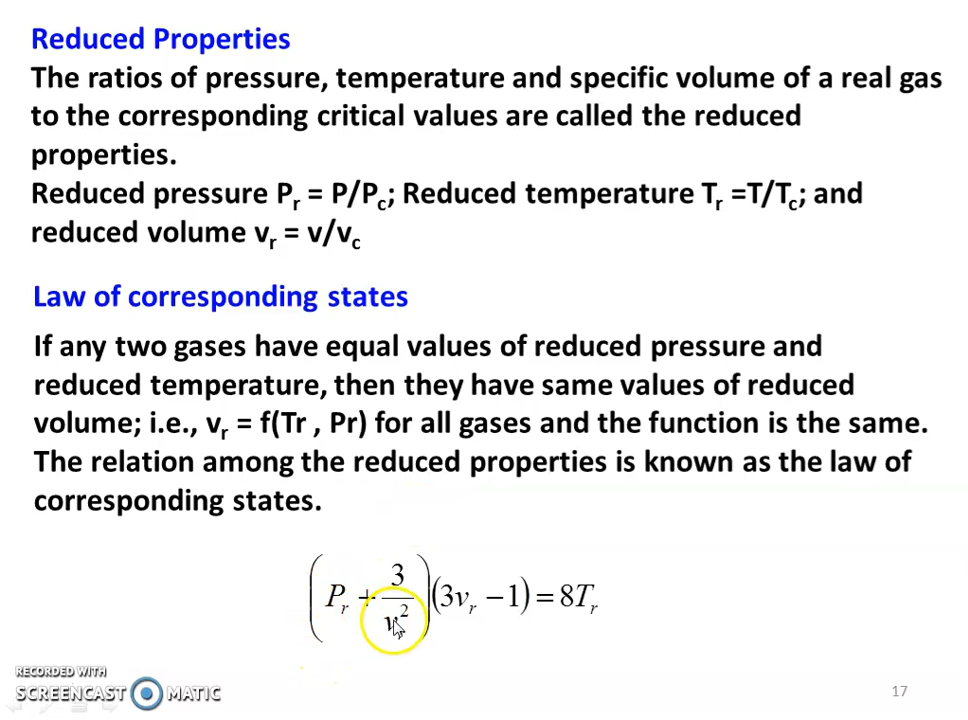 Reduced Properties
The ratios of pressure, temperature and specific volume of a real gas
to the corresponding critical values are called the reduced
properties.
Reduced pressure Pᵣ = P/P꜀; Reduced temperature Tᵣ =T/T꜀; and
reduced volume vᵣ = v/v꜀
Law of corresponding states
If any two gases have equal values of reduced pressure and
reduced temperature, then they have same values of reduced
volume; i.e., vᵣ = f(Tr , Pr) for all gases and the function is the same.
The relation among the reduced properties is known as the law of
corresponding states.
(Pᵣ + 3/v²)(3vᵣ − 1) = 8Tᵣ
RECORDED WITH
SCREENCAST MATIC
17